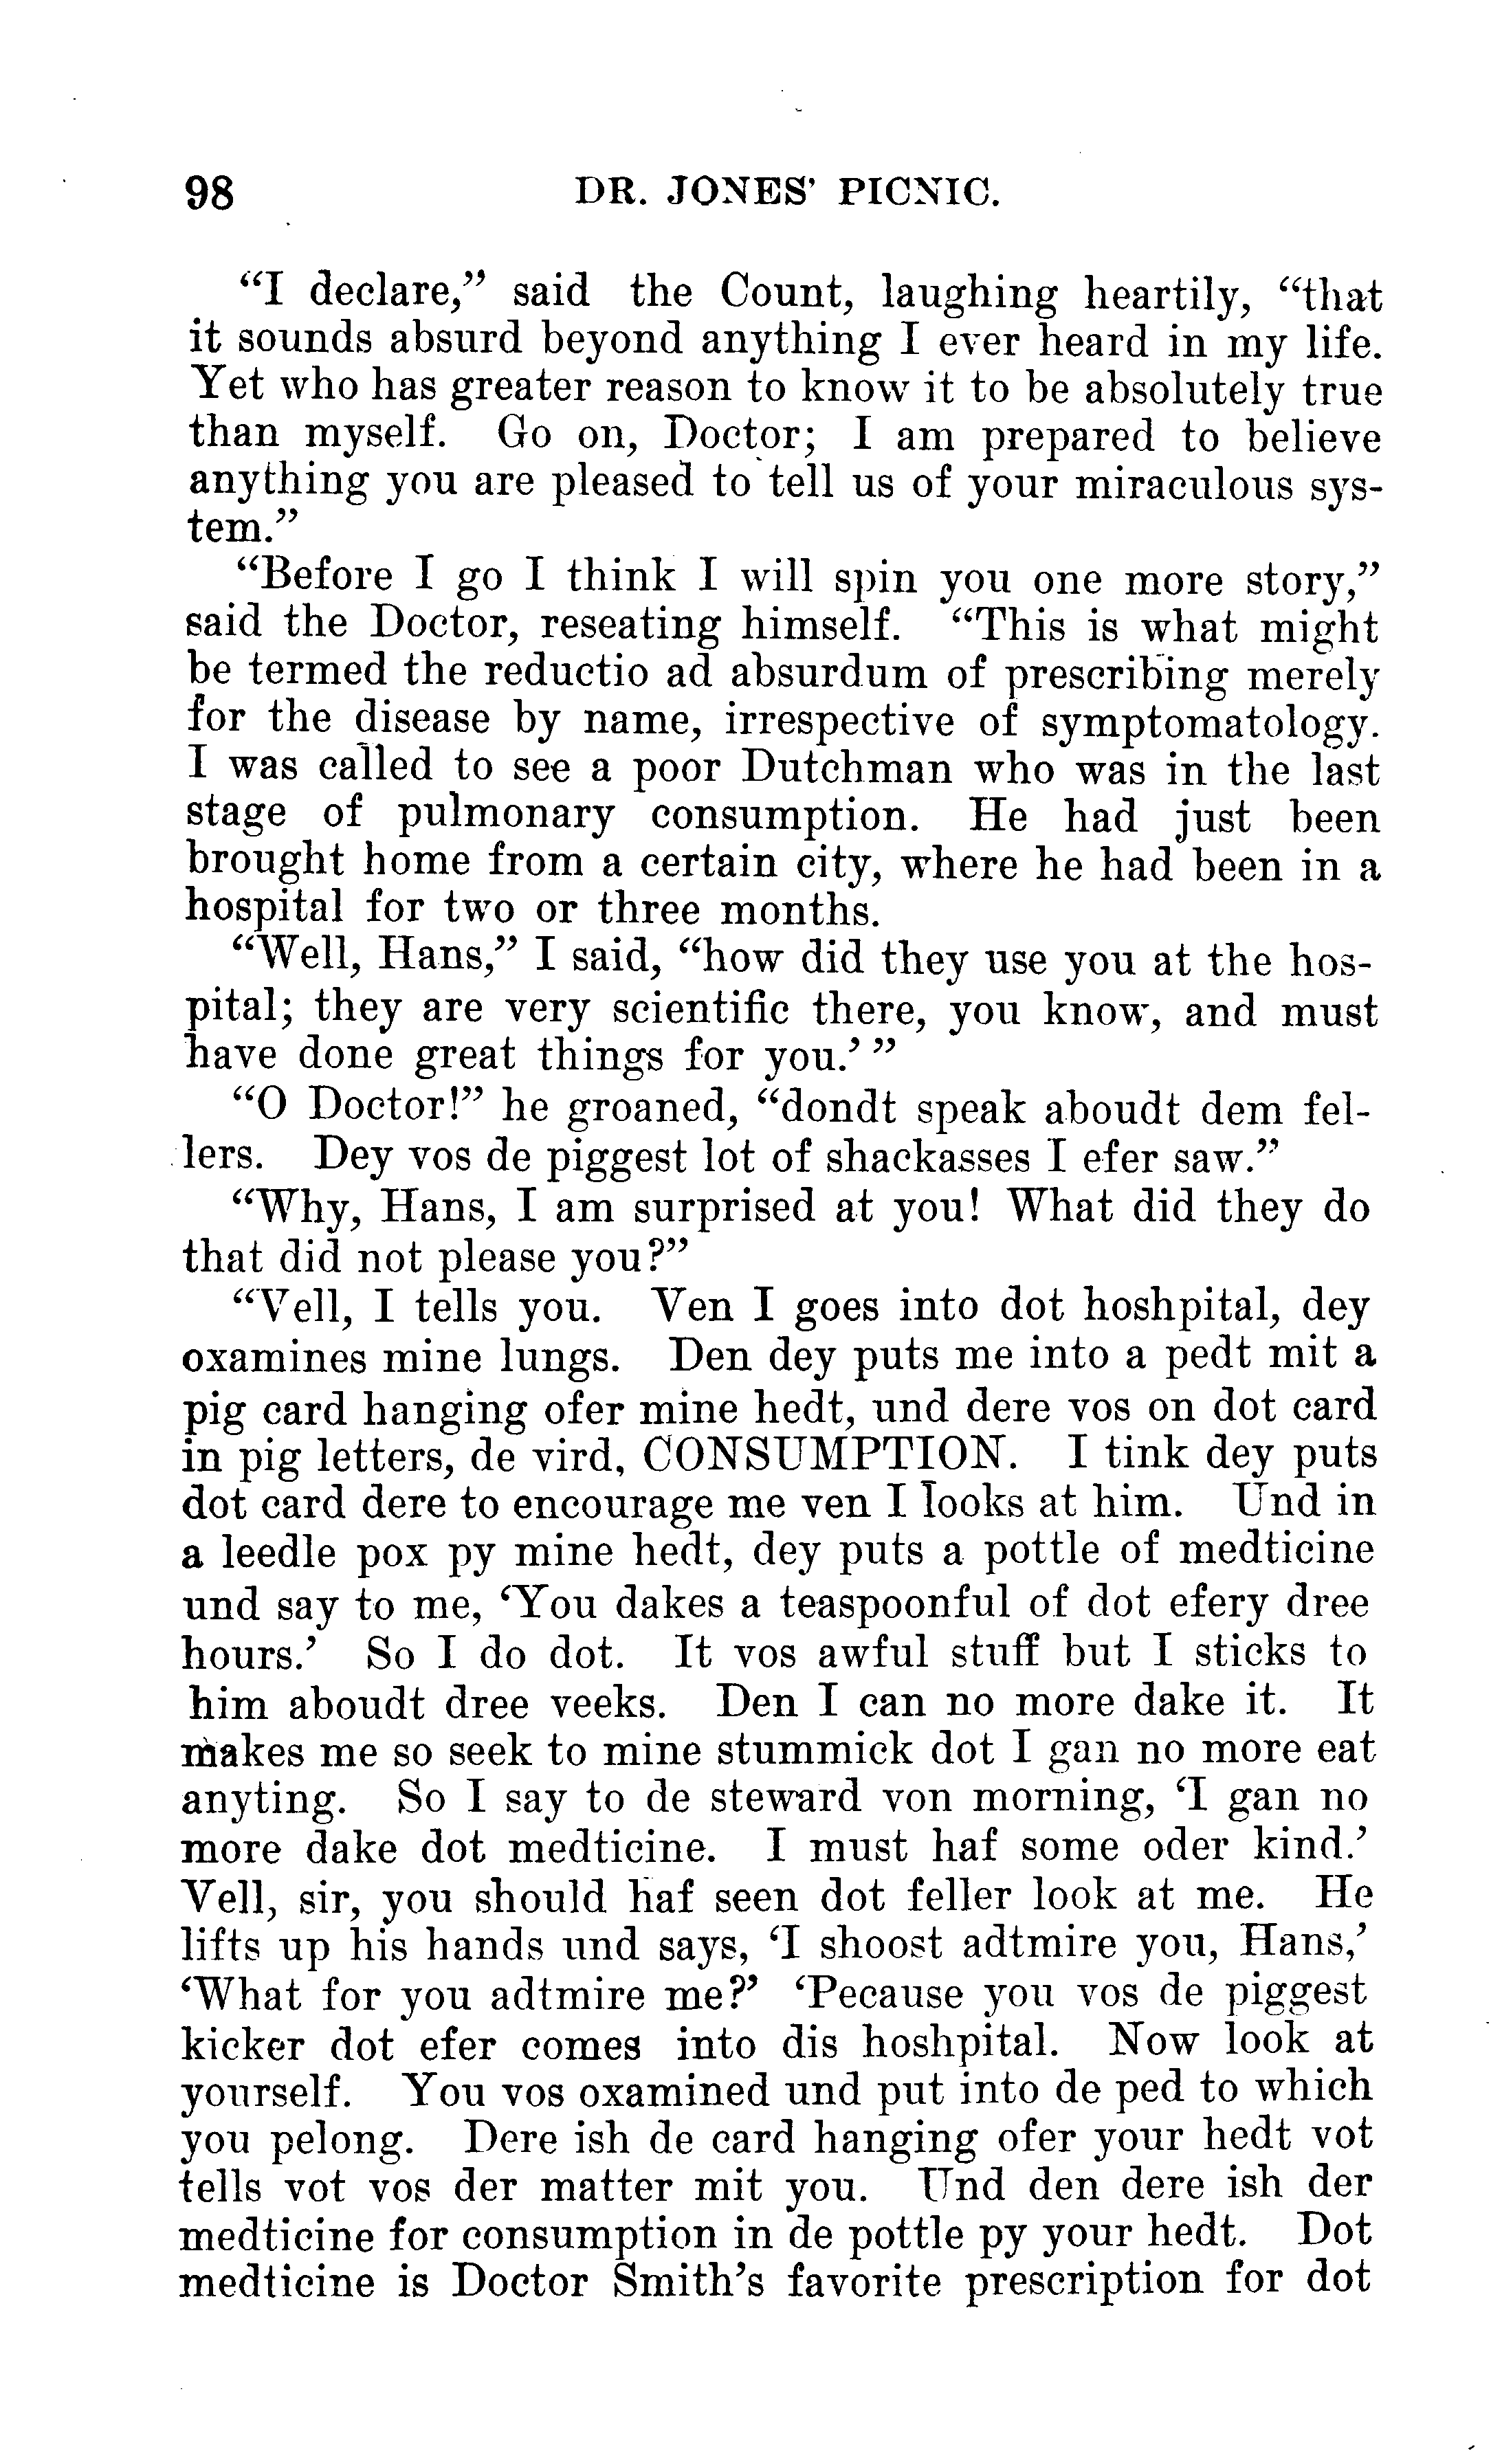 98 DR. JONES' PICNIC.
"I declare," said the Count, laughing heartily, "that
it sounds absurd beyond anything I ever heard in my life.
Yet who has greater reason to know it to be absolutely true
than myself. Go on, Doctor; I am prepared to believe
anything you are pleased to tell us of your miraculous sys-
tem."
"Before I go I think I will spin you one more story,"
said the Doctor, reseating himself. "This is what might
be termed the reductio ad absurdum of prescribing merely
for the disease by name, irrespective of symptomatology.
I was called to see a poor Dutchman who was in the last
stage of pulmonary consumption. He had just been
brought home from a certain city, where he had been in a
hospital for two or three months.
"Well, Hans," I said, "how did they use you at the hos-
pital; they are very scientific there, you know, and must
have done great things for you.' "
"O Doctor!" he groaned, "dondt speak aboudt dem fel-
lers. Dey vos de piggest lot of shackasses I efer saw."
"Why, Hans, I am surprised at you! What did they do
that did not please you?"
"Vell, I tells you. Ven I goes into dot hoshpital, dey
oxamines mine lungs. Den dey puts me into a pedt mit a
pig card hanging ofer mine hedt, und dere vos on dot card
in pig letters, de vird, CONSUMPTION. I tink dey puts
dot card dere to encourage me ven I looks at him. Und in
a leedle pox py mine hedt, dey puts a pottle of medticine
und say to me, 'You dakes a teaspoonful of dot efery dree
hours.' So I do dot. It vos awful stuff but I sticks to
him aboudt dree veeks. Den I can no more dake it. It
makes me so seek to mine stummick dot I gan no more eat
anyting. So I say to de steward von morning, 'I gan no
more dake dot medticine. I must haf some oder kind.'
Vell, sir, you should haf seen dot feller look at me. He
lifts up his hands und says, 'I shoost adtmire you, Hans,'
'What for you adtmire me?' 'Pecause you vos de piggest
kicker dot efer comes into dis hoshpital. Now look at
yourself. You vos oxamined und put into de ped to which
you pelong. Dere ish de card hanging ofer your hedt vot
tells vot vos der matter mit you. Und den dere ish der
medticine for consumption in de pottle py your hedt. Dot
medticine is Doctor Smith's favorite prescription for dot